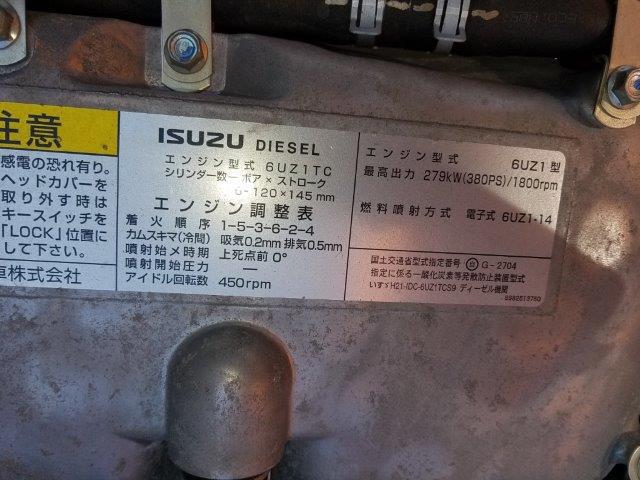 注意
感電の恐れ有り。
ヘッドカバーを
取り外す時は
キースイッチを
「LOCK」位置に
して下さい。
車株式会社
ISUZU DIESEL
エンジン型式 6UZ1TC
シリンダ数−ボア×ストローク
6-120×145mm
エンジン調整表
着火順序 1-5-3-6-2-4
カムスキマ(冷間) 吸気0.2mm 排気0.5mm
噴射始メ時期 上死点前 0°
噴射開始圧力 —
アイドル回転数 450rpm
エンジン型式 6UZ1型
最高出力 279kW(380PS)/1800rpm
燃料噴射方式 電子式 6UZ1-14
国土交通省型式指定番号 G-2704
指定に係る一酸化炭素等発散防止装置型式
いすゞH21-IDC-6UZ1TCS9 ディーゼル機関